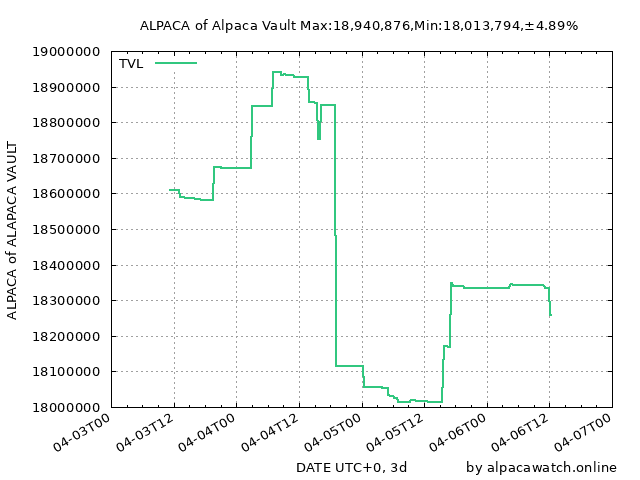 ALPACA of Alpaca Vault Max:18,940,876,Min:18,013,794,±4.89%
19000000
18900000
18800000
18700000
18600000
18500000
18400000
18300000
18200000
18100000
18000000
ALPACA of ALAPACA VAULT
TVL
04-03T00
04-03T12
04-04T00
04-04T12
04-05T00
04-05T12
04-06T00
04-06T12
04-07T00
DATE UTC+0, 3d
by alpacawatch.online